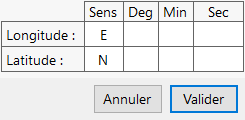 Sens Deg Min Sec
Longitude : E
Latitude : N
Annuler Valider